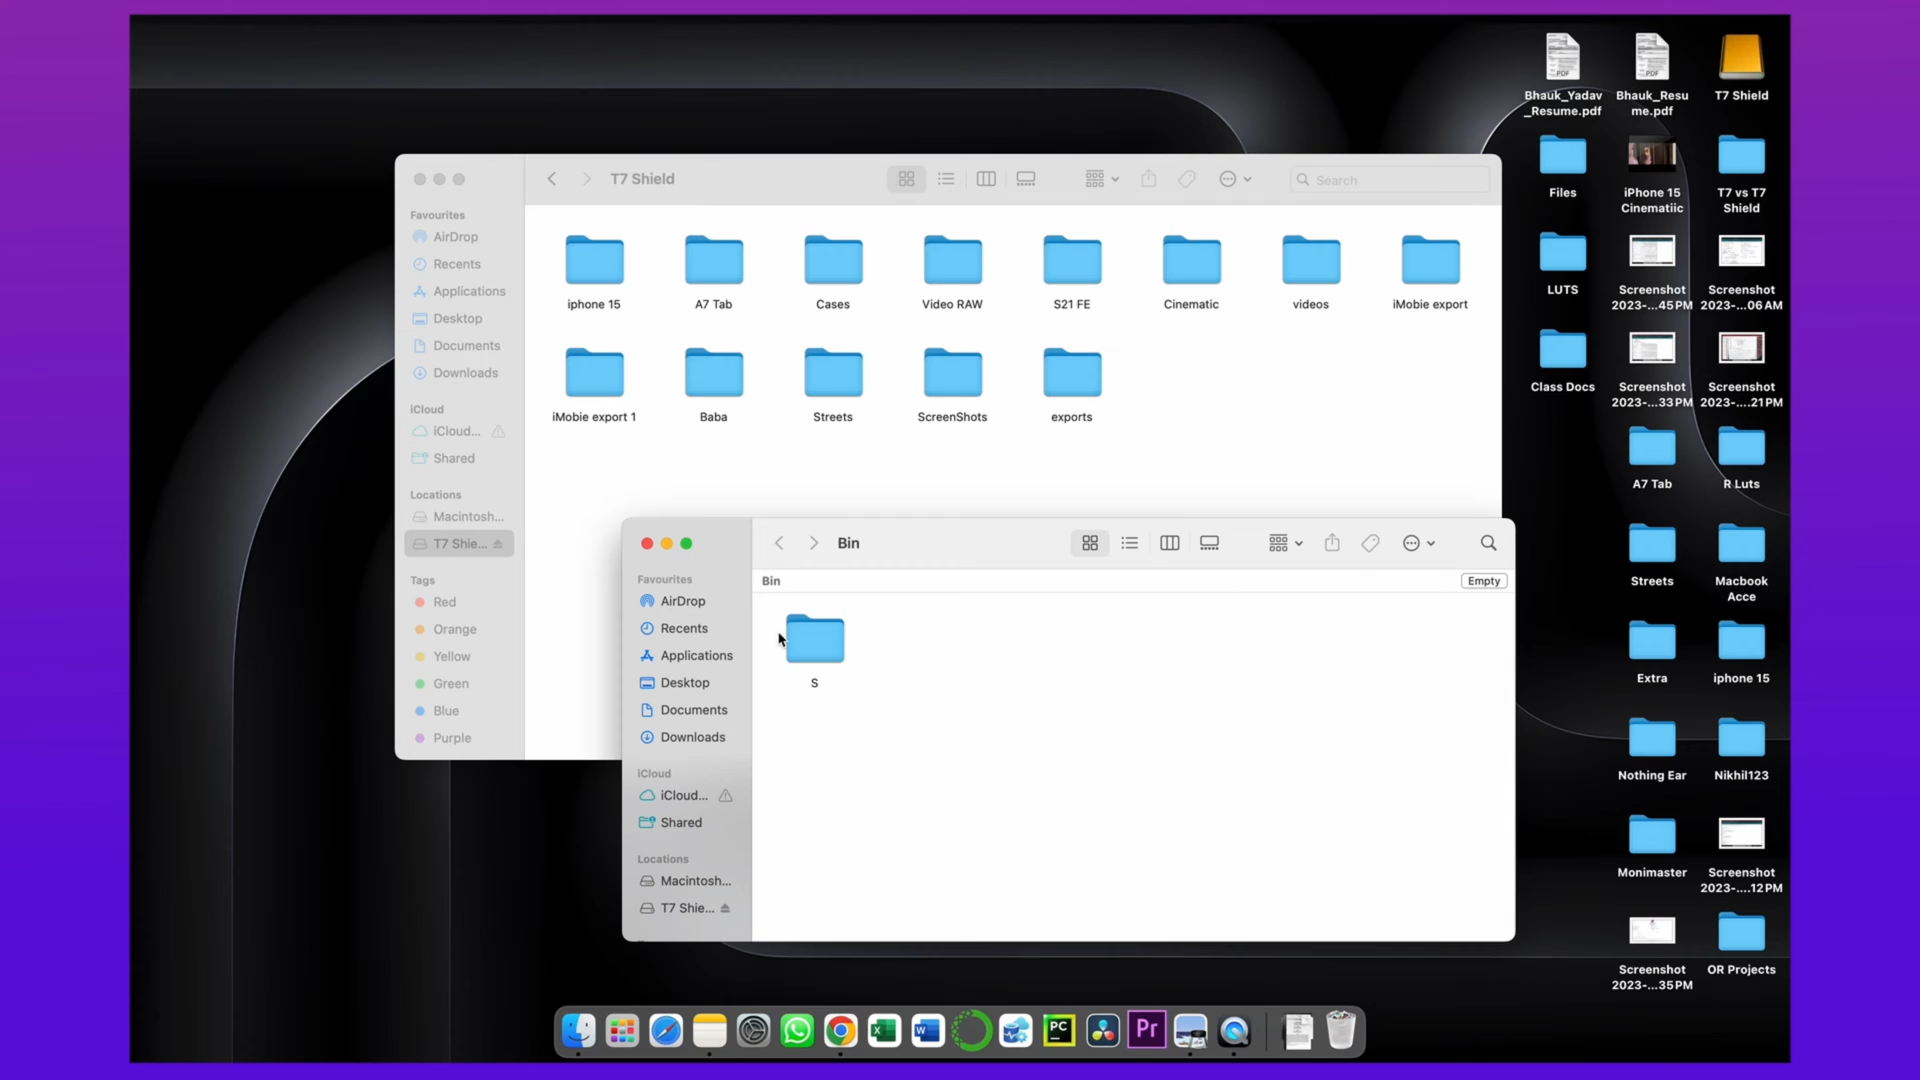 T7 Shield
Search
Favourites
AirDrop
Recents
Applications
Desktop
Documents
Downloads
iCloud
iCloud...
Shared
Locations
Macintosh...
T7 Shie...
Tags
Red
Orange
Yellow
Green
Blue
Purple
iphone 15
A7 Tab
Cases
Video RAW
S21 FE
Cinematic
videos
iMobie export
iMobie export 1
Baba
Streets
ScreenShots
exports
Bin
Bin
Empty
Favourites
AirDrop
Recents
Applications
Desktop
Documents
Downloads
iCloud
iCloud...
Shared
Locations
Macintosh...
T7 Shie...
S
Bhauk_Yadav
_Resume.pdf
Bhauk_Resu
me.pdf
T7 Shield
Files
iPhone 15
Cinematiic
T7 vs T7
Shield
LUTS
Screenshot
2023-...45 PM
Screenshot
2023-...06 AM
Class Docs
Screenshot
2023-...33 PM
Screenshot
2023-....21 PM
A7 Tab
R Luts
Streets
Macbook
Acce
Extra
iphone 15
Nothing Ear
Nikhil123
Monimaster
Screenshot
2023-....12 PM
Screenshot
2023-...35 PM
OR Projects
PDF
PDF
PC
Pr